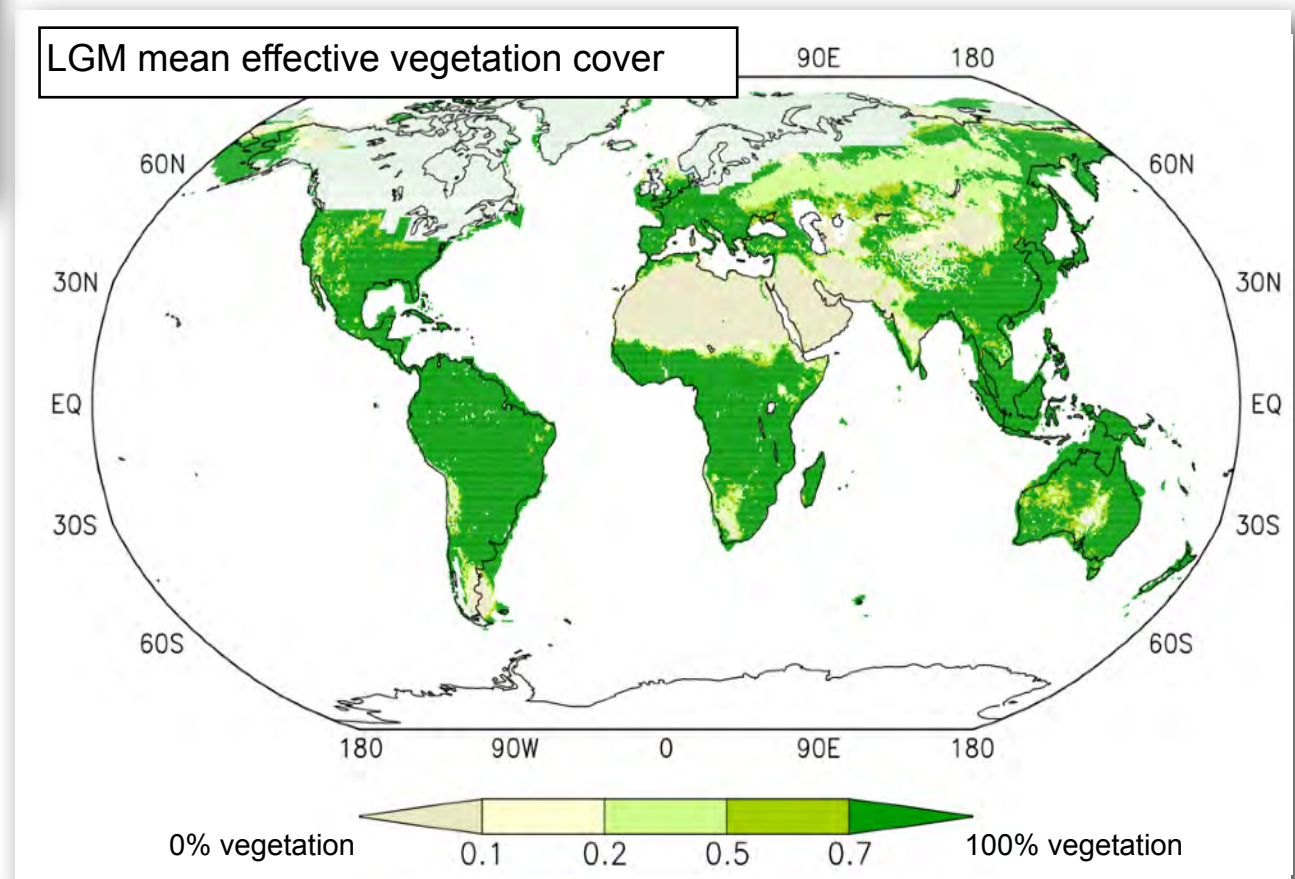 LGM mean effective vegetation cover
90E 180
60N 60N
30N 30N
EQ EQ
30S 30S
60S 60S
180 90W 0 90E 180
0% vegetation 0.1 0.2 0.5 0.7 100% vegetation